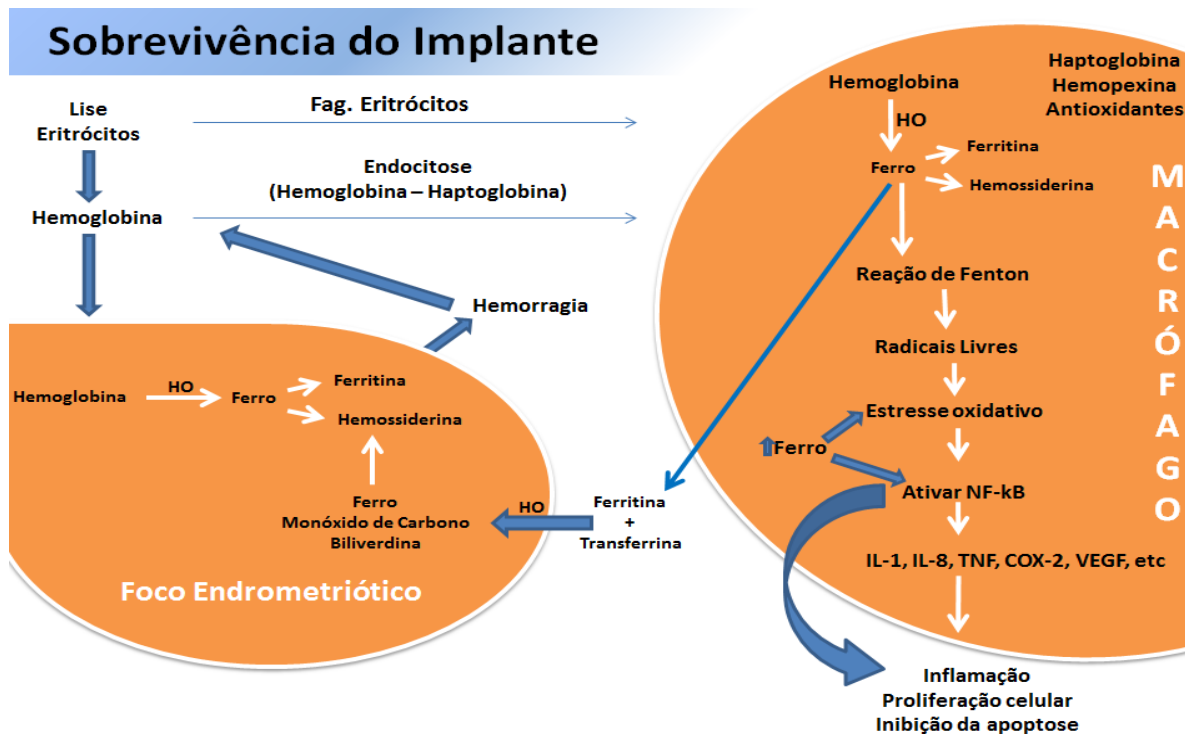 Sobrevivência do Implante
Lise
Eritrócitos
Fag. Eritrócitos
Endocitose
(Hemoglobina – Haptoglobina)
Hemoglobina
Hemorragia
Hemoglobina
HO
Ferro
Ferritina
Hemossiderina
Ferro
Monóxido de Carbono
Biliverdina
Foco Endrometriótico
HO
Ferritina
+
Transferrina
Hemoglobina
HO
Ferro
Ferritina
Hemossiderina
Haptoglobina
Hemopexina
Antioxidantes
Reação de Fenton
Radicais Livres
Estresse oxidativo
Ferro
Ativar NF-kB
IL-1, IL-8, TNF, COX-2, VEGF, etc
M
A
C
R
Ó
F
A
G
O
Inflamação
Proliferação celular
Inibição da apoptose